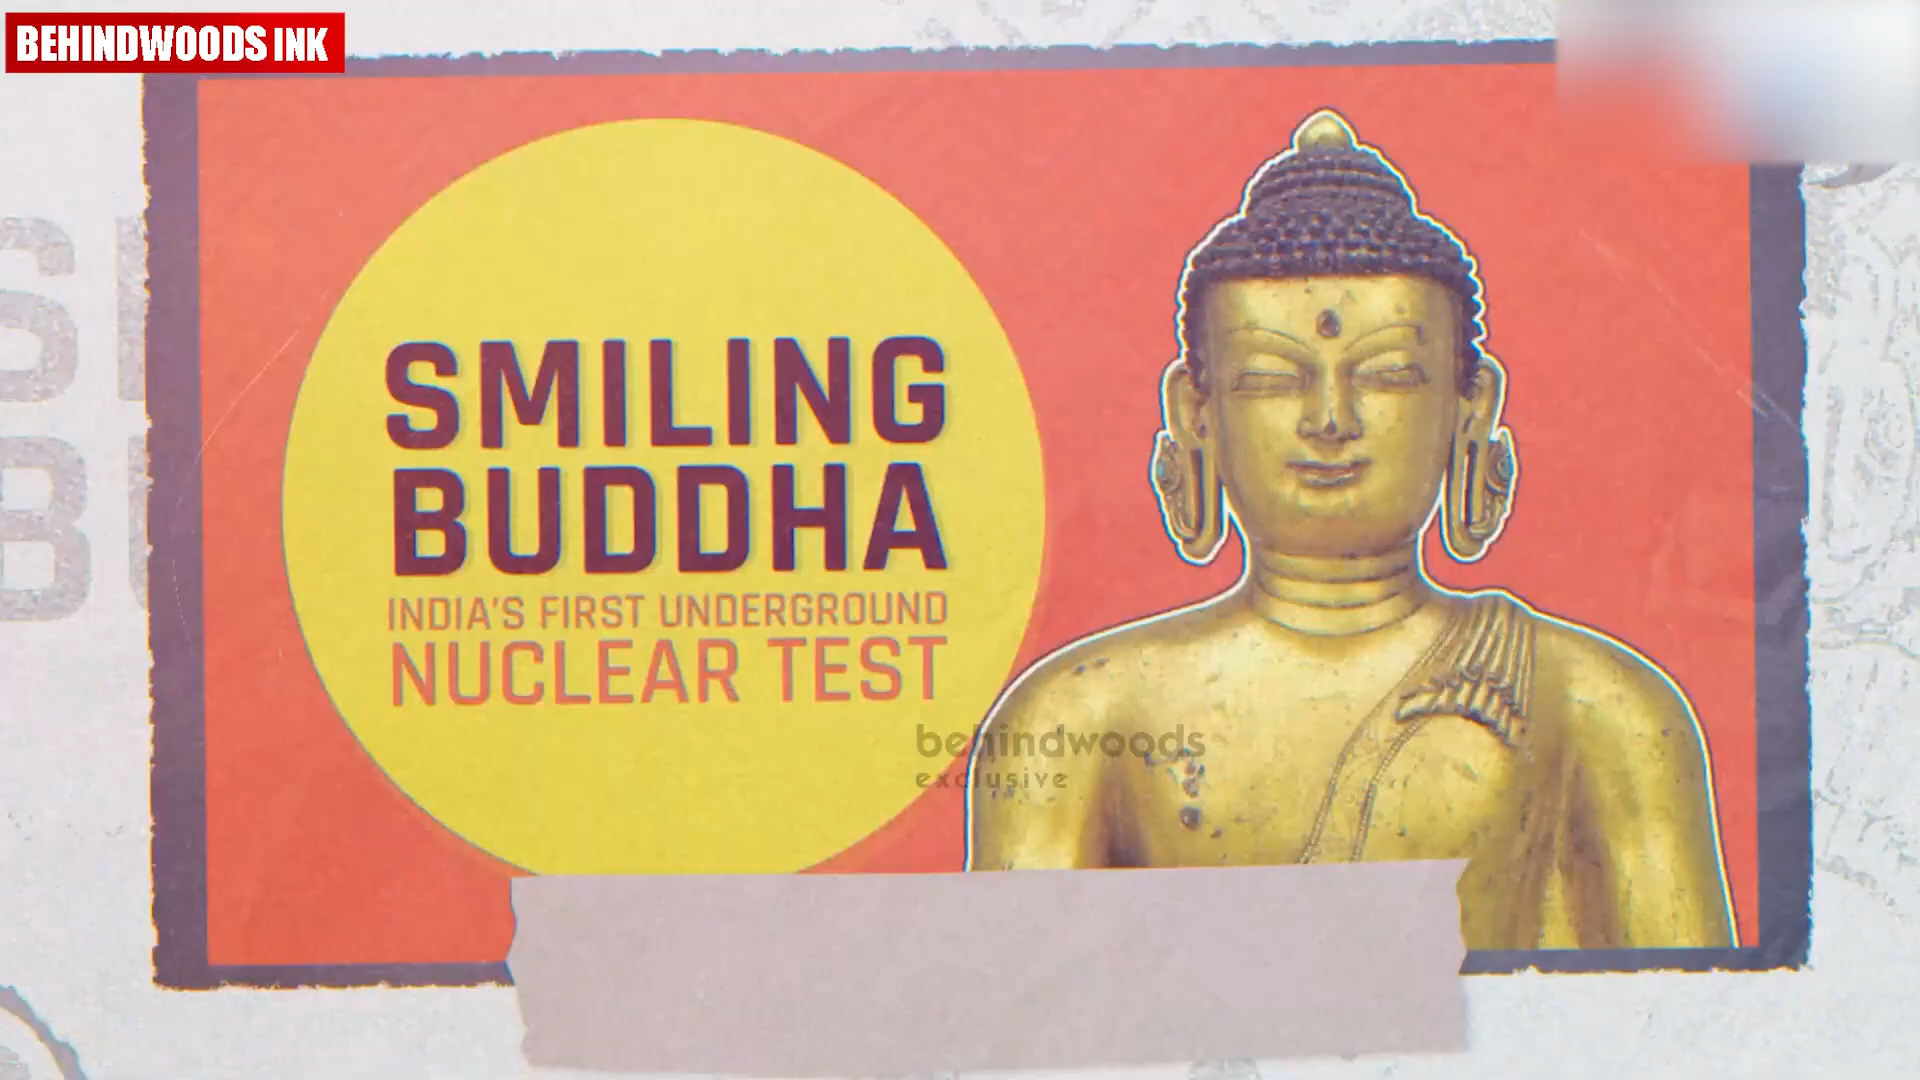 BEHINDWOODS INK
SMILING
BUDDHA
INDIA'S FIRST UNDERGROUND
NUCLEAR TEST
behindwoods
exclusive